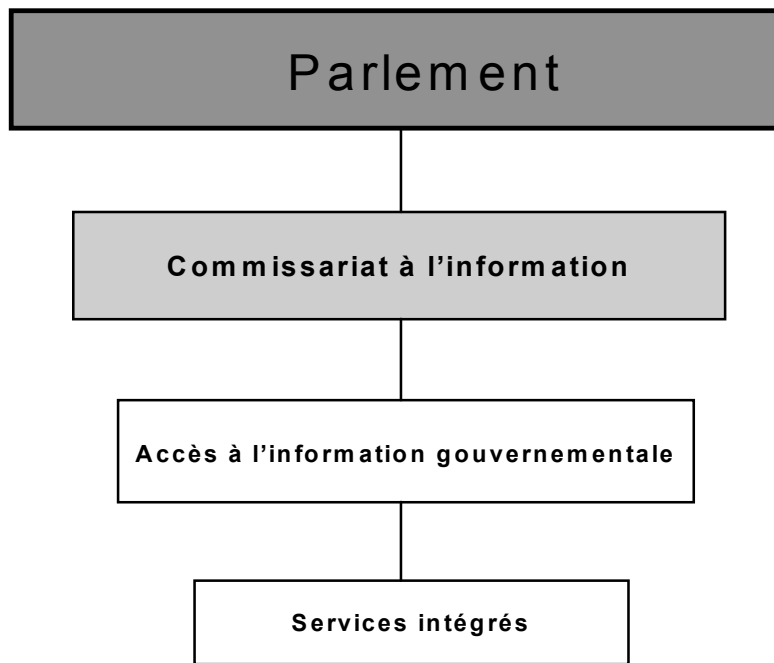 Parlement
Commissariat à l’information
Accès à l’information gouvernementale
Services intégrés